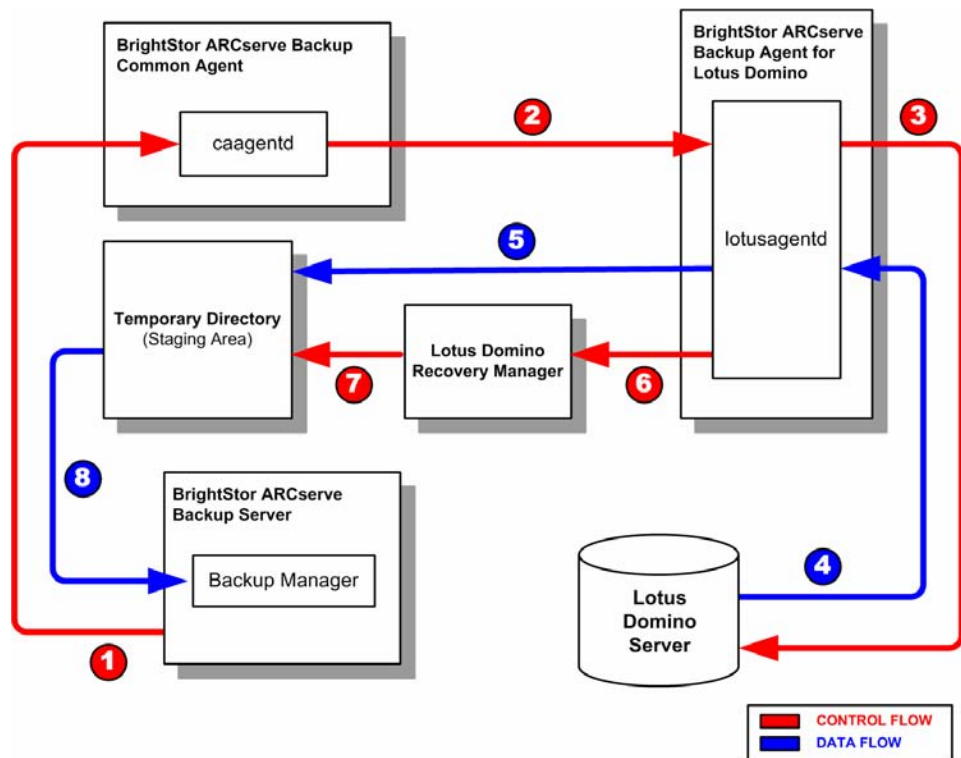 BrightStor ARCserve Backup
Common Agent
caagentd
2
BrightStor ARCserve
Backup Agent for
Lotus Domino
lotusagentd
3
5
Temporary Directory
(Staging Area)
7
Lotus Domino
Recovery Manager
6
8
BrightStor ARCserve
Backup Server
Backup Manager
1
Lotus
Domino
Server
4
CONTROL FLOW
DATA FLOW